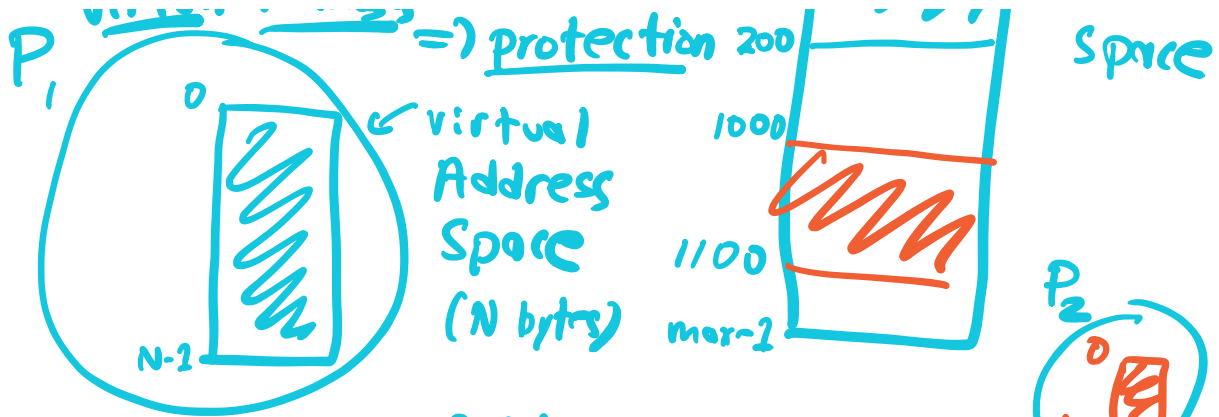 => protection
P1
0
N-1
virtual
Address
Space
(N bytes)
200
1000
1100
max-1
Space
P2
0